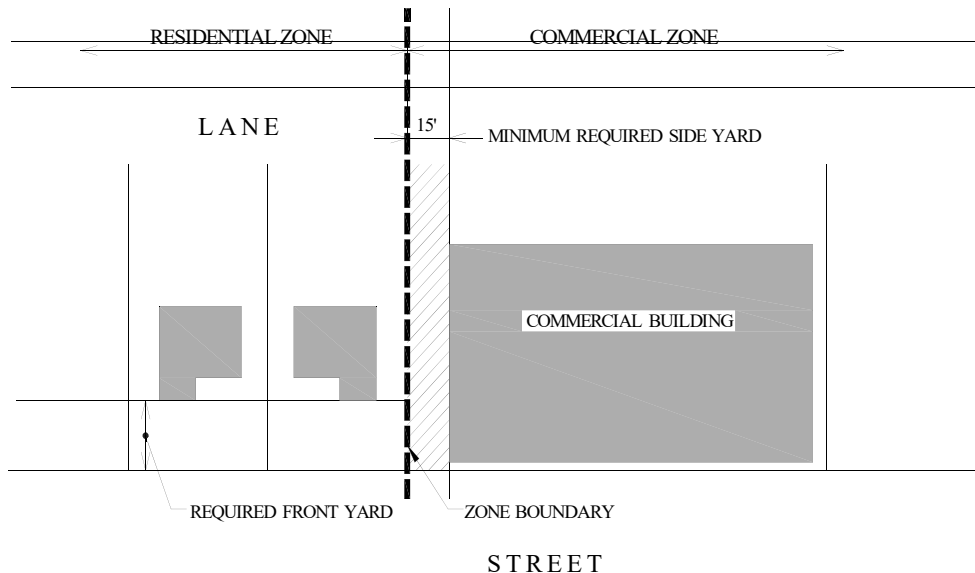 RESIDENTIAL ZONE
COMMERCIAL ZONE
LANE
15'
MINIMUM REQUIRED SIDE YARD
COMMERCIAL BUILDING
REQUIRED FRONT YARD
ZONE BOUNDARY
STREET